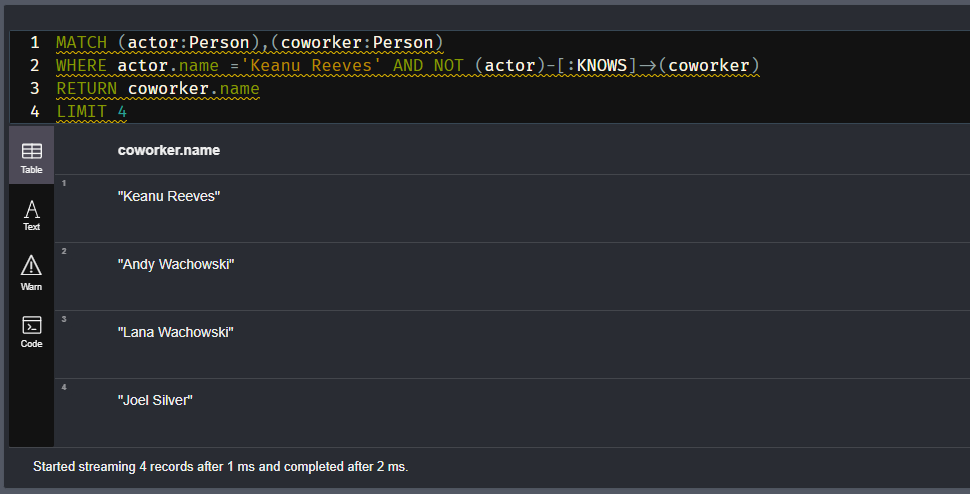 1 MATCH (actor:Person),(coworker:Person)
2 WHERE actor.name ='Keanu Reeves' AND NOT (actor)-[:KNOWS]->(coworker)
3 RETURN coworker.name
4 LIMIT 4
coworker.name
1
"Keanu Reeves"
2
"Andy Wachowski"
3
"Lana Wachowski"
4
"Joel Silver"
Table
Text
Warn
Code
Started streaming 4 records after 1 ms and completed after 2 ms.